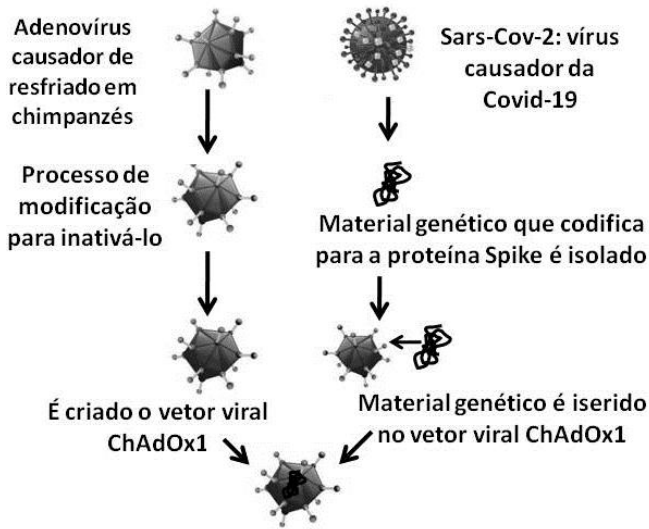 Adenovírus
causador de
resfriado em
chimpanzés
Sars-Cov-2: vírus
causador da
Covid-19
Processo de
modificação
para inativá-lo
Material genético que codifica
para a proteína Spike é isolado
É criado o vetor viral
ChAdOx1
Material genético é iserido
no vetor viral ChAdOx1